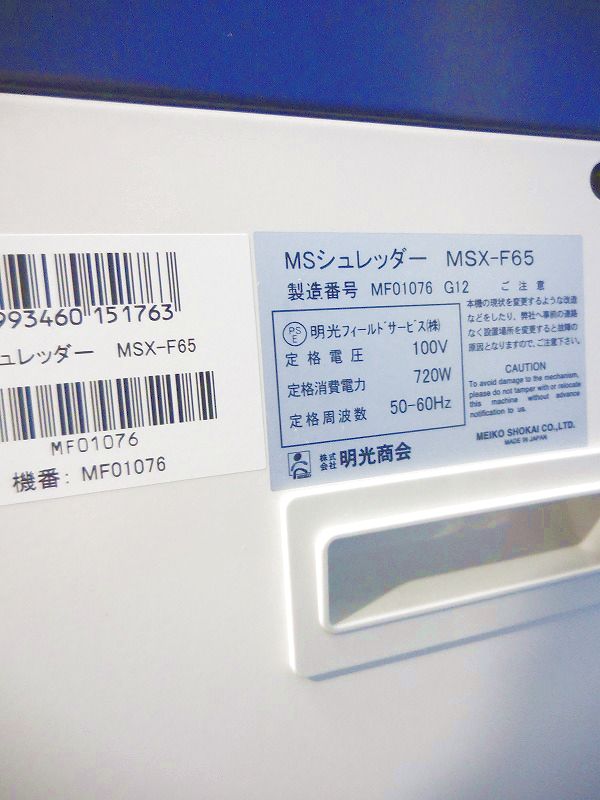 993460 151763
ュレッダー MSX-F65
MF01076
機番: MF01076
MSシュレッダー MSX-F65
製造番号 MF01076 G12
PSE 明光フィールドサービス(株)
定格電圧 100V
定格消費電力 720W
定格周波数 50-60Hz
株式会社 明光商会
ご注意
本機の現状を変更するような改造
などをしたり、弊社へ事前の連絡
なく設置場所を変更すると故障の
原因となりますので、ご注意下さい。
CAUTION
To avoid damage to the mechanism,
please do not tamper with or relocate
this machine without advance
notification to us.
MEIKO SHOKAI CO.,LTD.
MADE IN JAPAN